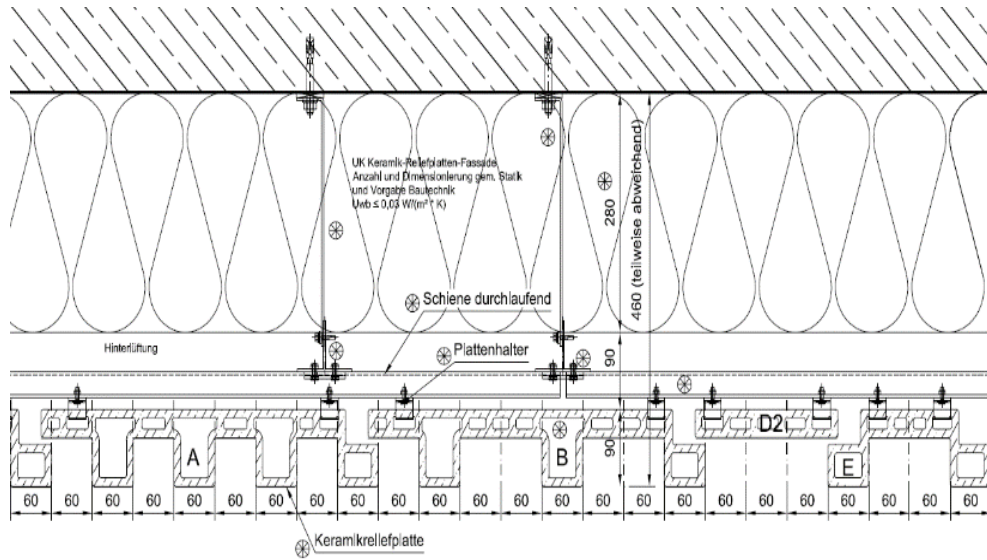 UK Keramik-Reliefplatten-Fassade
Anzahl und Dimensionierung gem. Statik
und Vorgabe Bautechnik
Uwb ≤ 0,03 W/(m² * K)
280
460 (teilweise abweichend)
Schiene durchlaufend
Hinterlüftung
Plattenhalter
90
90
A
B
D2
E
60 60 60 60 60 60 60 60 60 60 60 60 60 60 60 60 60 60 60 60 60 60 60 60
Keramikreliefplatte